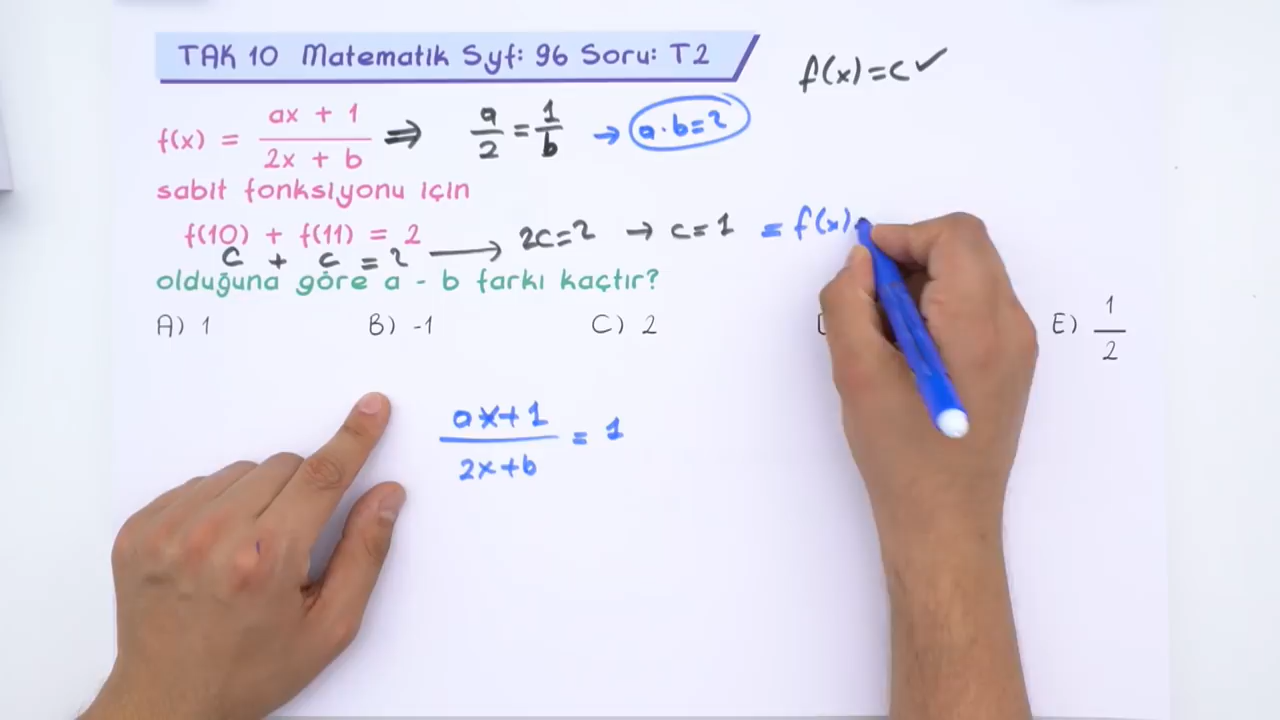 TAK 10 Matematik Syf: 96 Soru: T2
f(x)=c✓
f(x) = ax + 1 / 2x + b ⇒ a/2 = 1/b → a·b=2
sabit fonksiyonu için
f(10) + f(11) = 2
c + c = 2 → 2c=2 → c=1 = f(x)
olduğuna göre a - b farkı kaçtır?
A) 1 B) -1 C) 2 E) 1/2
ax+1 / 2x+b = 1